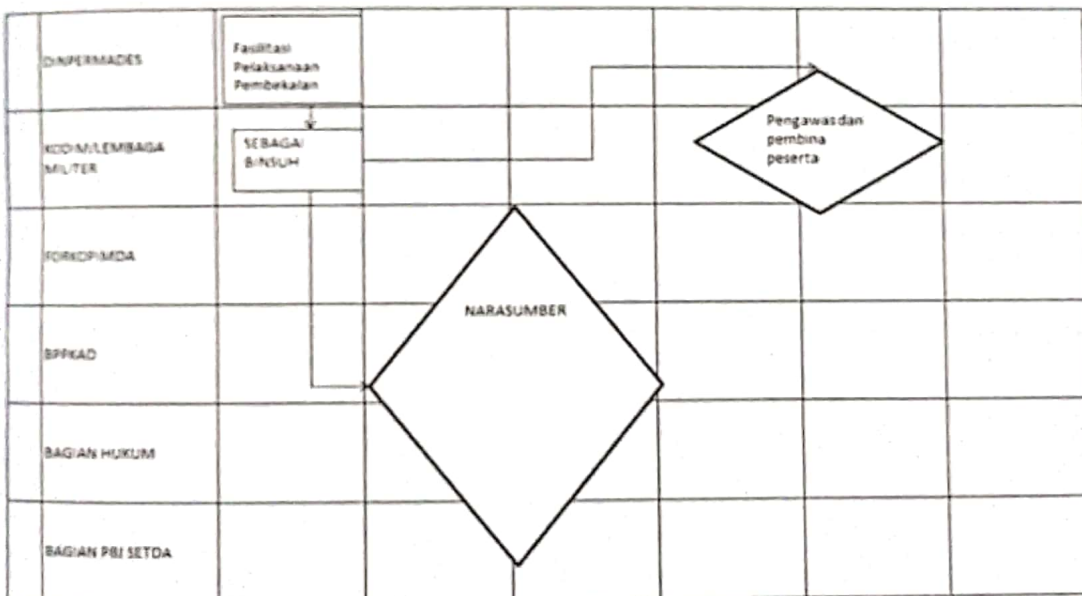 DINPERMADES
Fasilitasi
Pelaksanaan
Pembekalan
KODIM/LEMBAGA
MILITER
SEBAGAI
BINSUH
Pengawas dan
pembina
peserta
FORKOPIMDA
NARASUMBER
BPPKAD
BAGIAN HUKUM
BAGIAN PBJ SETDA